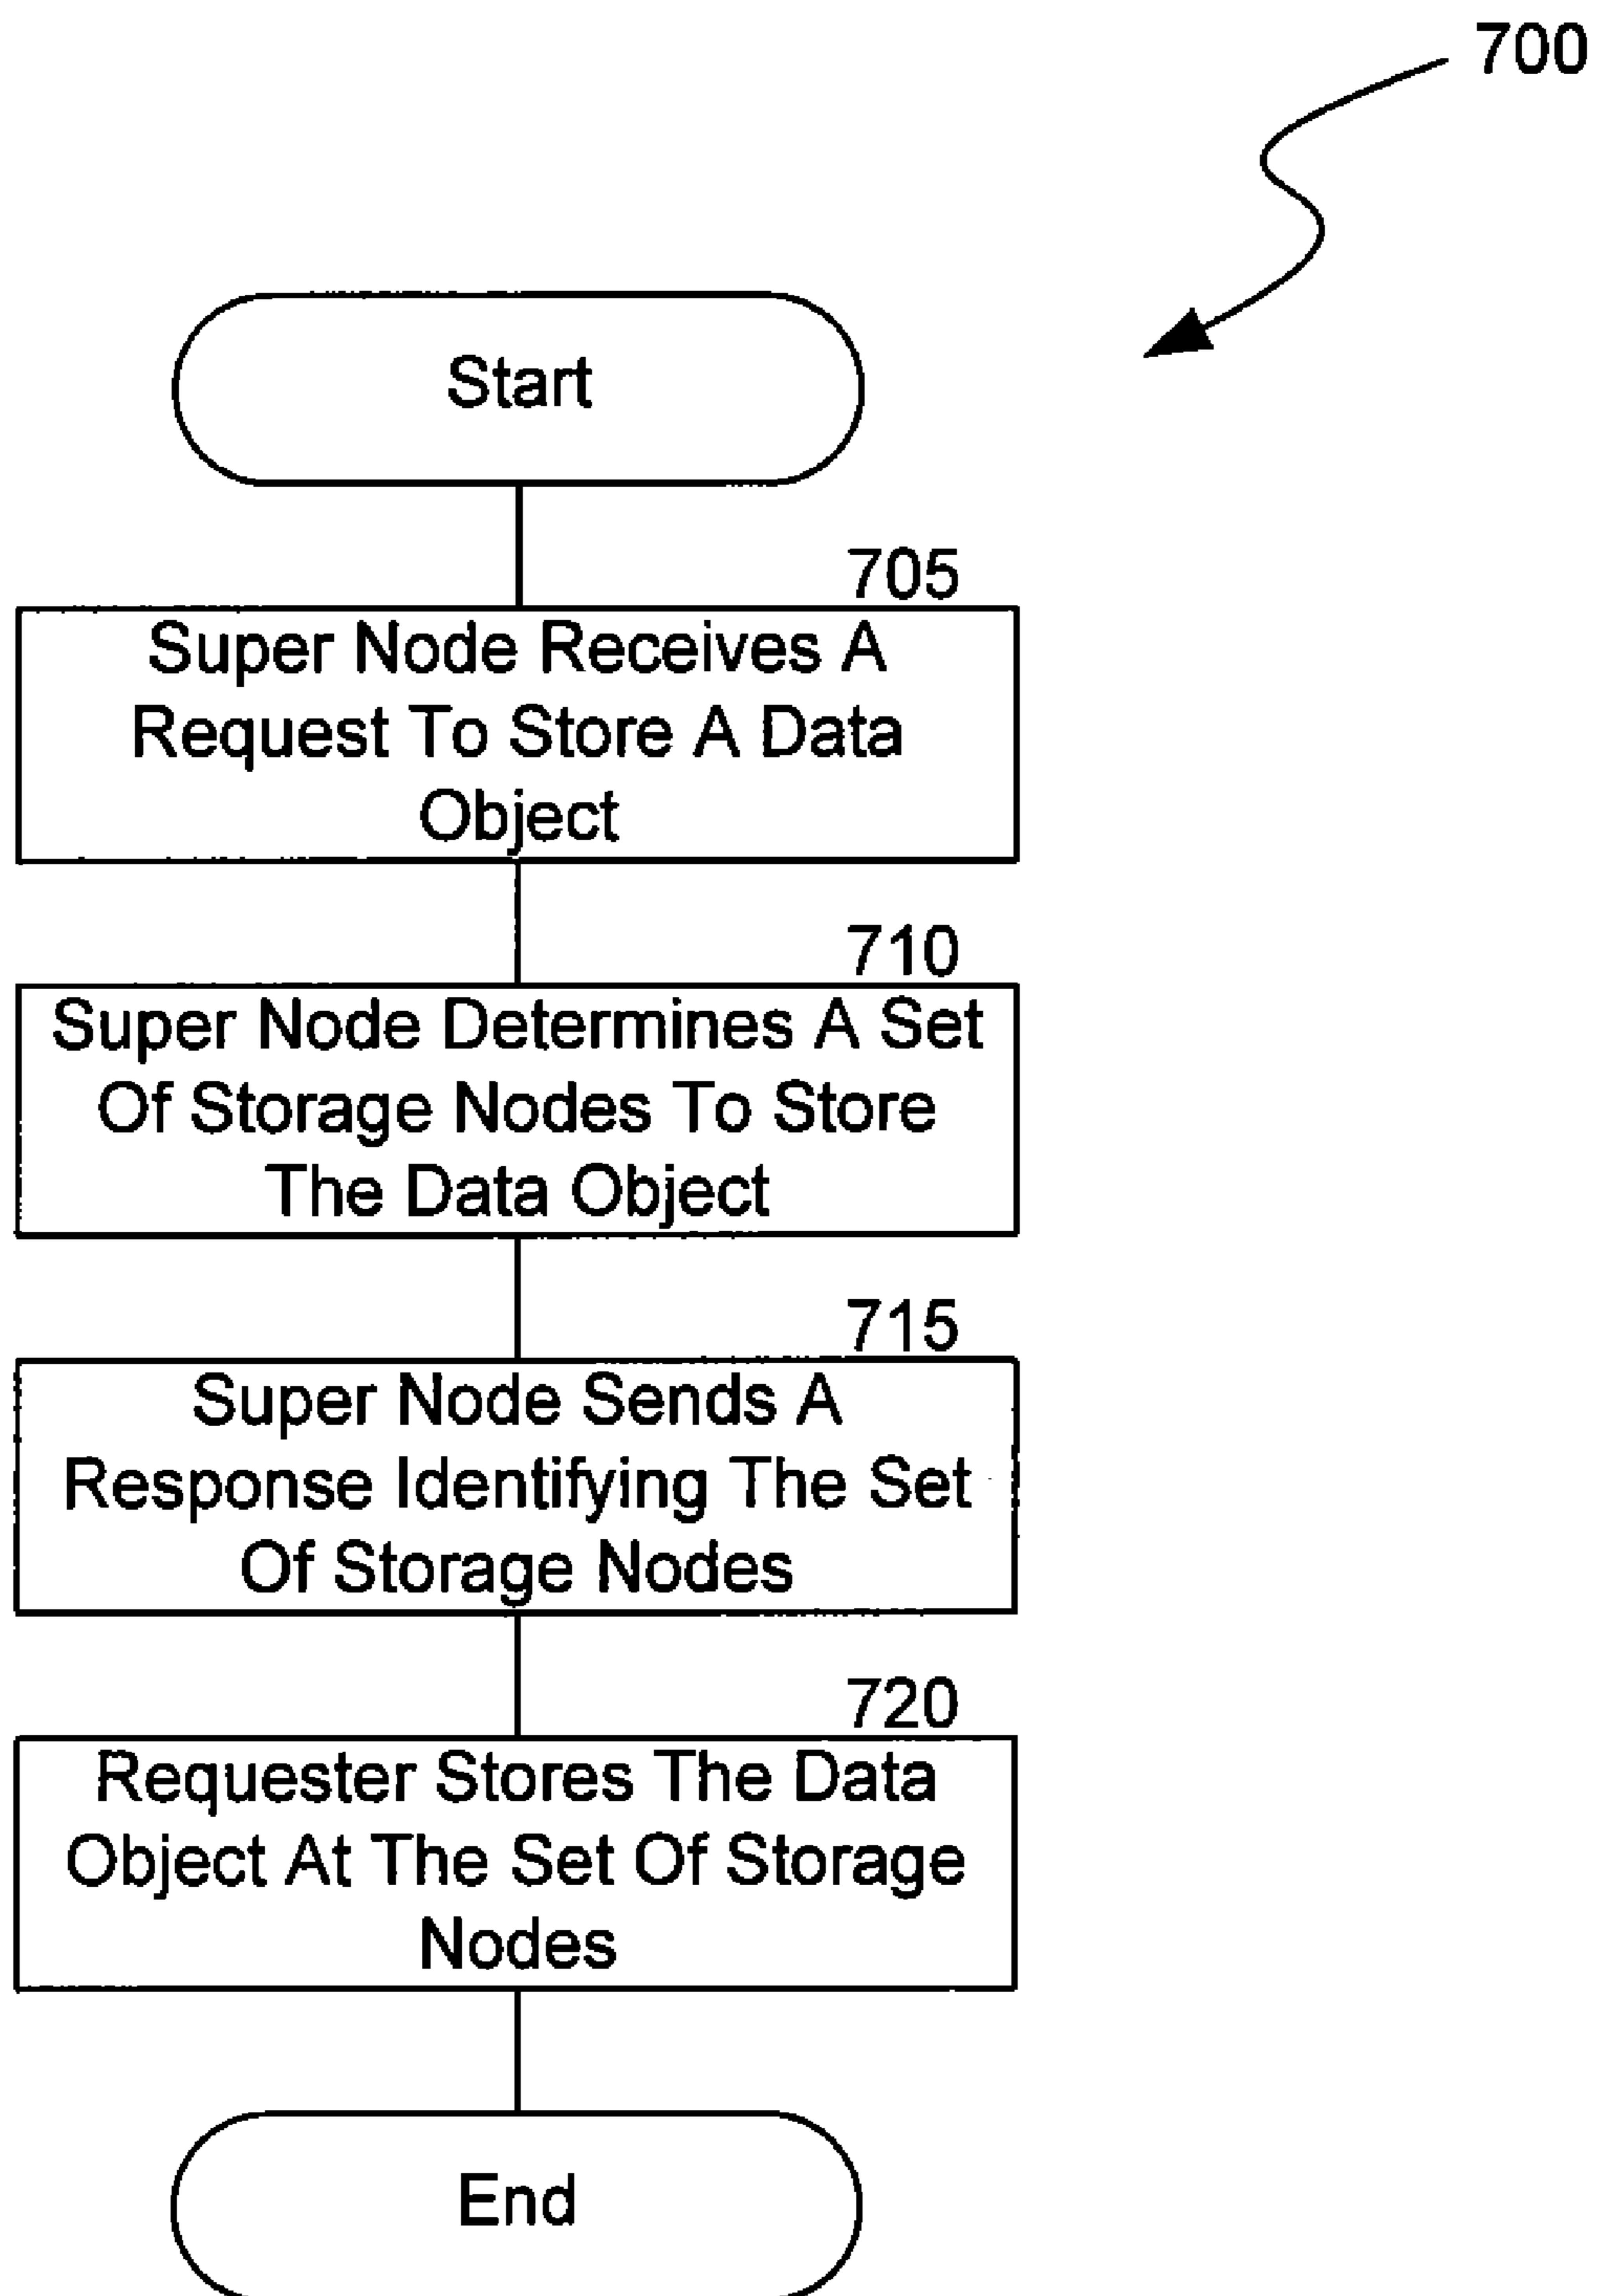 700
Start
705
Super Node Receives A
Request To Store A Data
Object
710
Super Node Determines A Set
Of Storage Nodes To Store
The Data Object
715
Super Node Sends A
Response Identifying The Set
Of Storage Nodes
720
Requester Stores The Data
Object At The Set Of Storage
Nodes
End